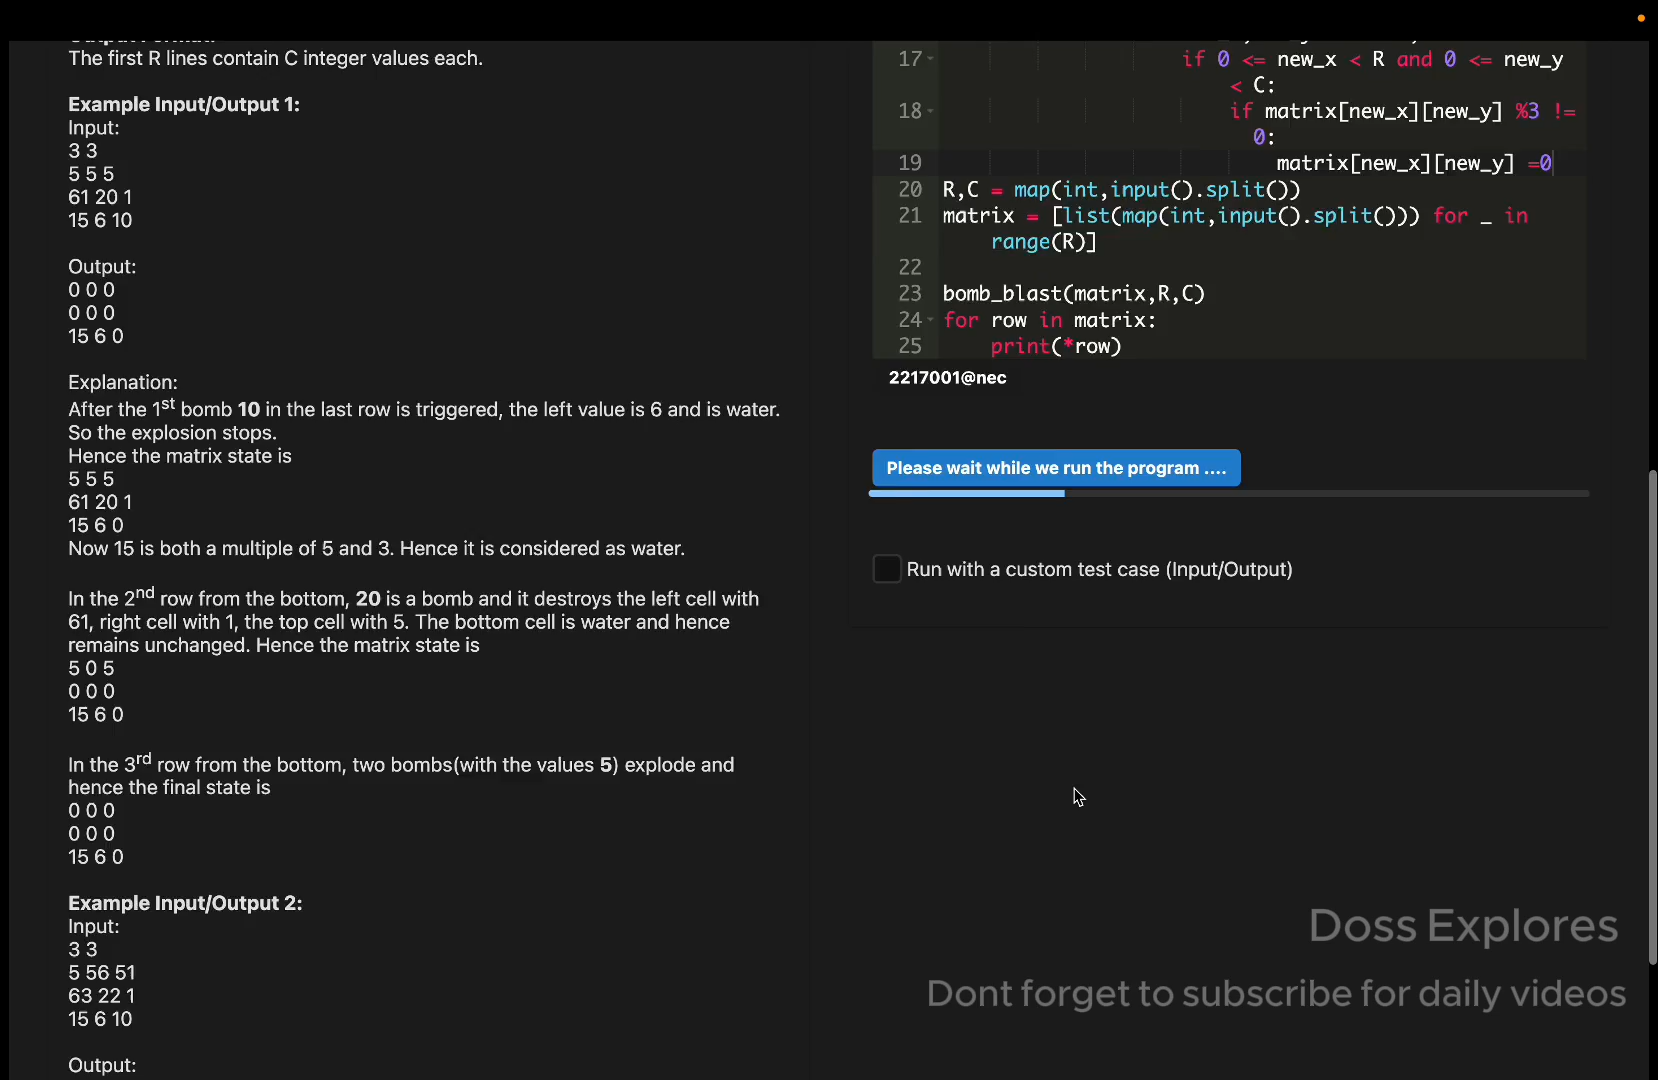 The first R lines contain C integer values each.
Example Input/Output 1:
Input:
3 3
5 5 5
61 20 1
15 6 10
Output:
0 0 0
0 0 0
15 6 0
Explanation:
After the 1st bomb 10 in the last row is triggered, the left value is 6 and is water.
So the explosion stops.
Hence the matrix state is
5 5 5
61 20 1
15 6 0
Now 15 is both a multiple of 5 and 3. Hence it is considered as water.
In the 2nd row from the bottom, 20 is a bomb and it destroys the left cell with
61, right cell with 1, the top cell with 5. The bottom cell is water and hence
remains unchanged. Hence the matrix state is
5 0 5
0 0 0
15 6 0
In the 3rd row from the bottom, two bombs(with the values 5) explode and
hence the final state is
0 0 0
0 0 0
15 6 0
Example Input/Output 2:
Input:
3 3
5 56 51
63 22 1
15 6 10
Output:
17 if 0 <= new_x < R and 0 <= new_y
< C:
18 if matrix[new_x][new_y] %3 !=
0:
19 matrix[new_x][new_y] =0
20 R,C = map(int,input().split())
21 matrix = [list(map(int,input().split())) for _ in
range(R)]
22
23 bomb_blast(matrix,R,C)
24 for row in matrix:
25 print(*row)
2217001@nec
Please wait while we run the program ....
Run with a custom test case (Input/Output)
Doss Explores
Dont forget to subscribe for daily videos